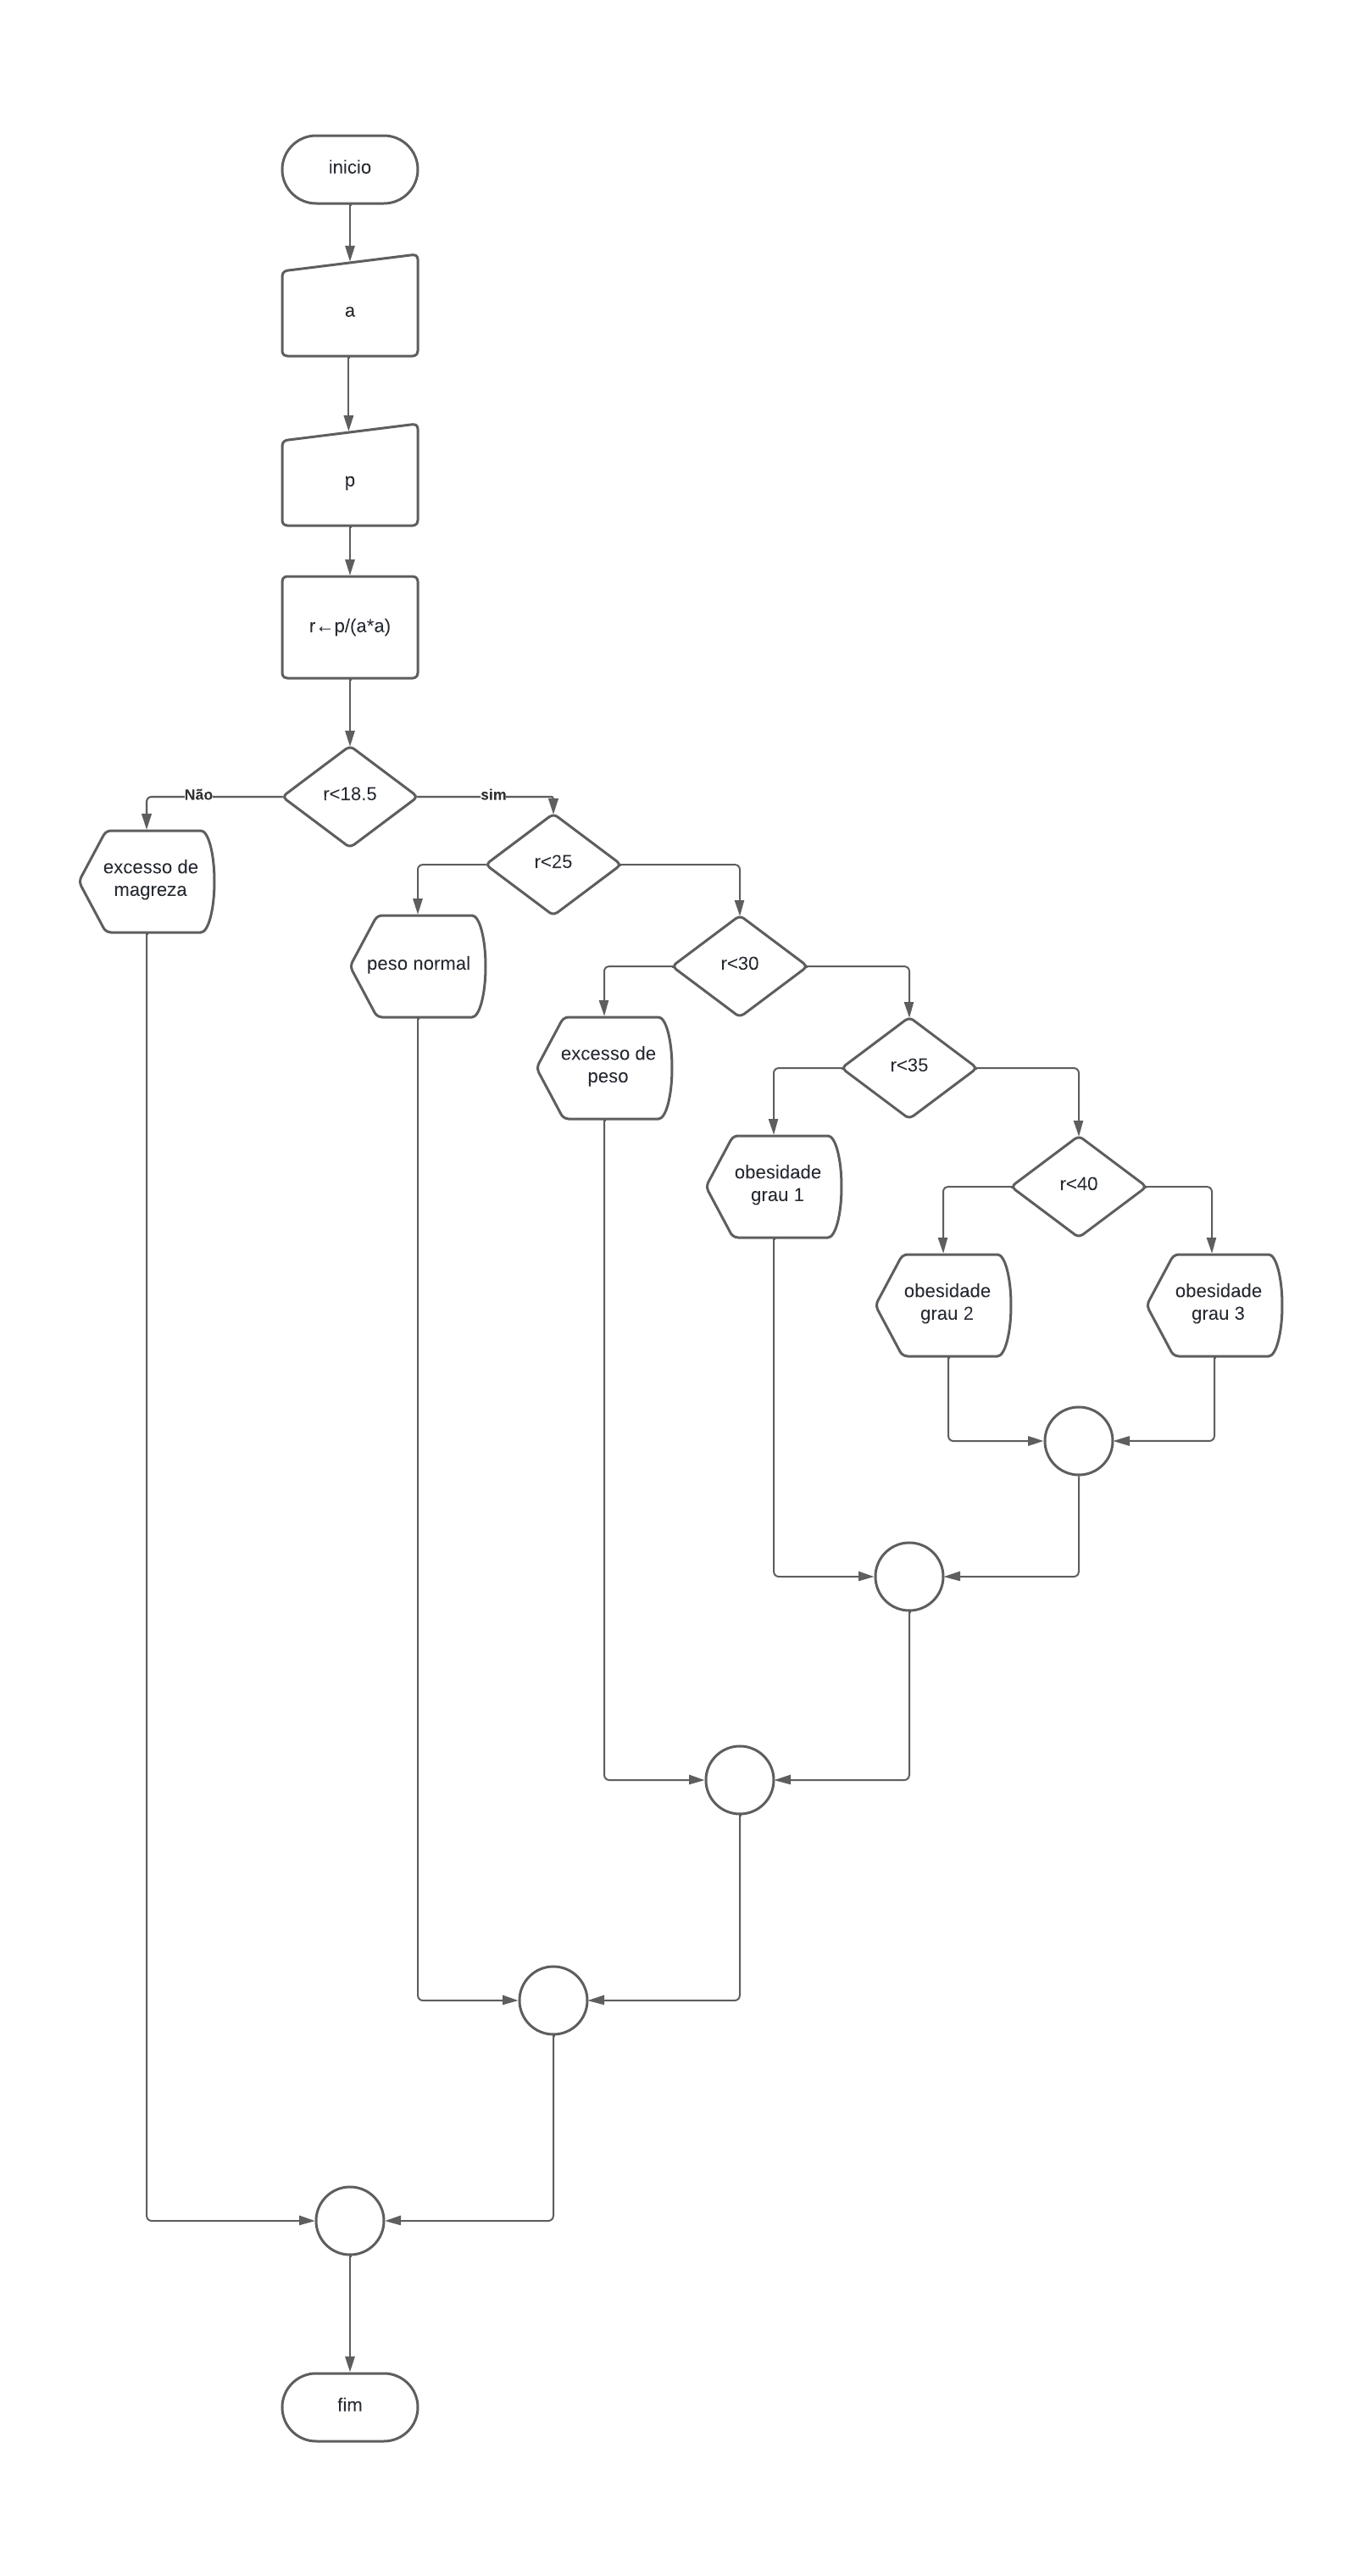 inicio
a
p
r←p/(a*a)
r<18.5
Não
sim
excesso de
magreza
r<25
peso normal
r<30
excesso de
peso
r<35
obesidade
grau 1
r<40
obesidade
grau 2
obesidade
grau 3
fim